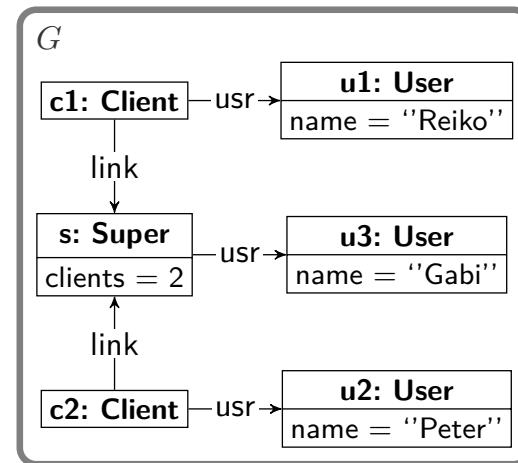 G
c1: Client
usr
u1: User
name = ‘‘Reiko’’
link
s: Super
clients = 2
usr
u3: User
name = ‘‘Gabi’’
link
c2: Client
usr
u2: User
name = ‘‘Peter’’